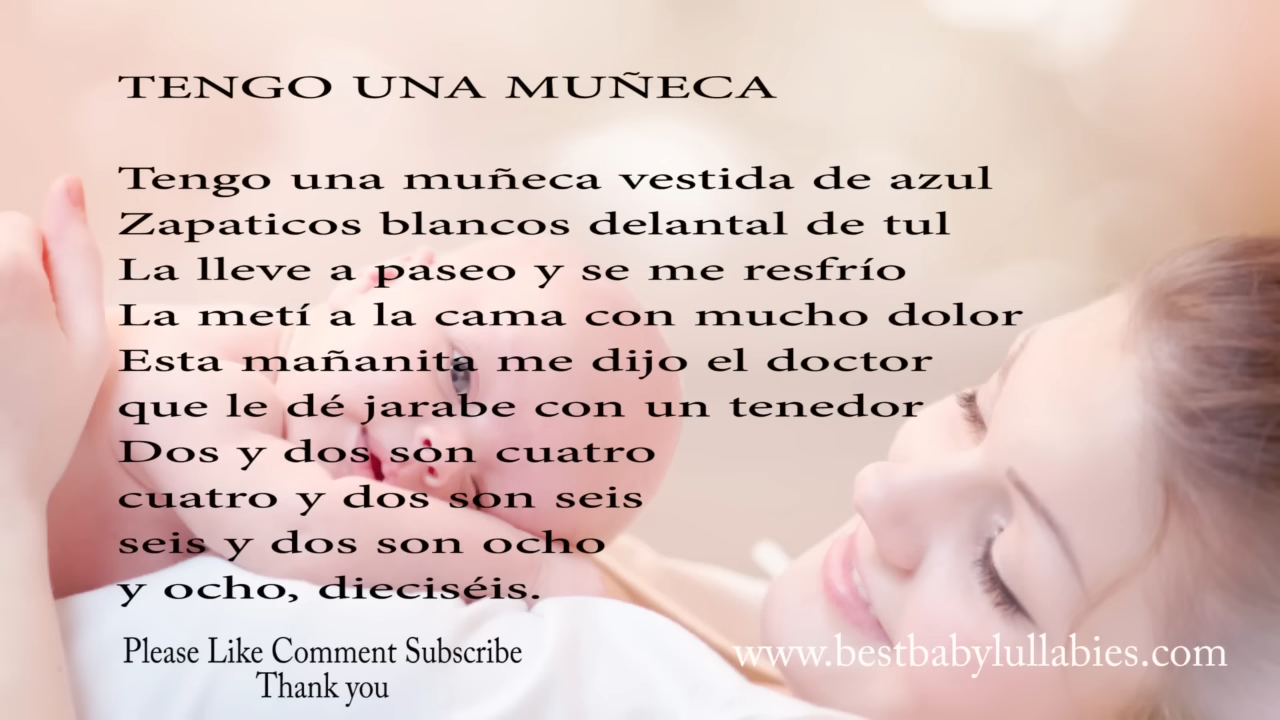 TENGO UNA MUÑECA
Tengo una muñeca vestida de azul
Zapaticos blancos delantal de tul
La lleve a paseo y se me resfrío
La metí a la cama con mucho dolor
Esta mañanita me dijo el doctor
que le dé jarabe con un tenedor
Dos y dos son cuatro
cuatro y dos son seis
seis y dos son ocho
y ocho, dieciséis.
Please Like Comment Subscribe
Thank you
www.bestbabylullabies.com